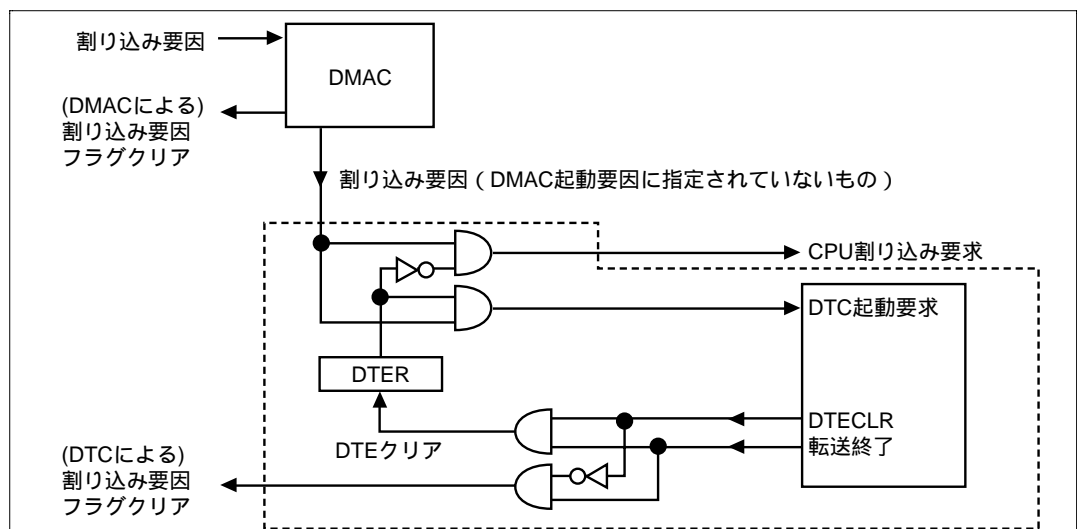 割り込み要因
DMAC
(DMACによる)
割り込み要因
フラグクリア
割り込み要因（DMAC起動要因に指定されていないもの）
CPU割り込み要求
DTC起動要求
DTER
DTECLR
転送終了
DTEクリア
(DTCによる)
割り込み要因
フラグクリア